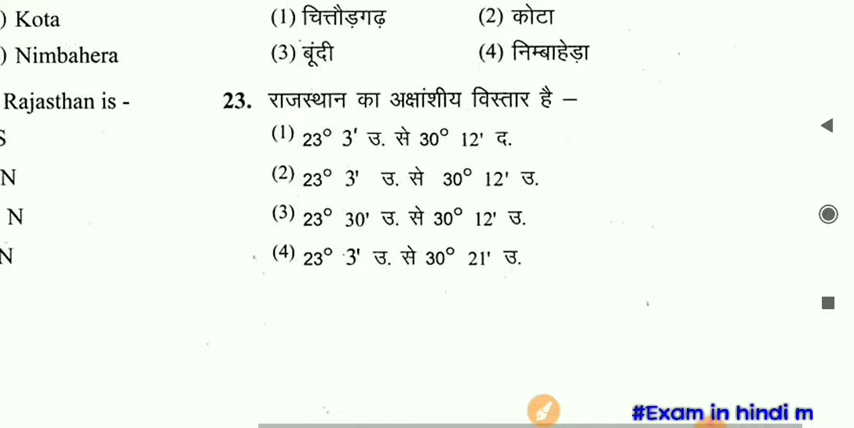 ) Kota (1) चित्तौड़गढ़ (2) कोटा
) Nimbahera (3) बूंदी (4) निम्बाहेड़ा
Rajasthan is - 23. राजस्थान का अक्षांशीय विस्तार है –
S (1) 23° 3' उ. से 30° 12' द.
N (2) 23° 3' उ. से 30° 12' उ.
N (3) 23° 30' उ. से 30° 12' उ.
N (4) 23° 3' उ. से 30° 21' उ.
#Exam in hindi m